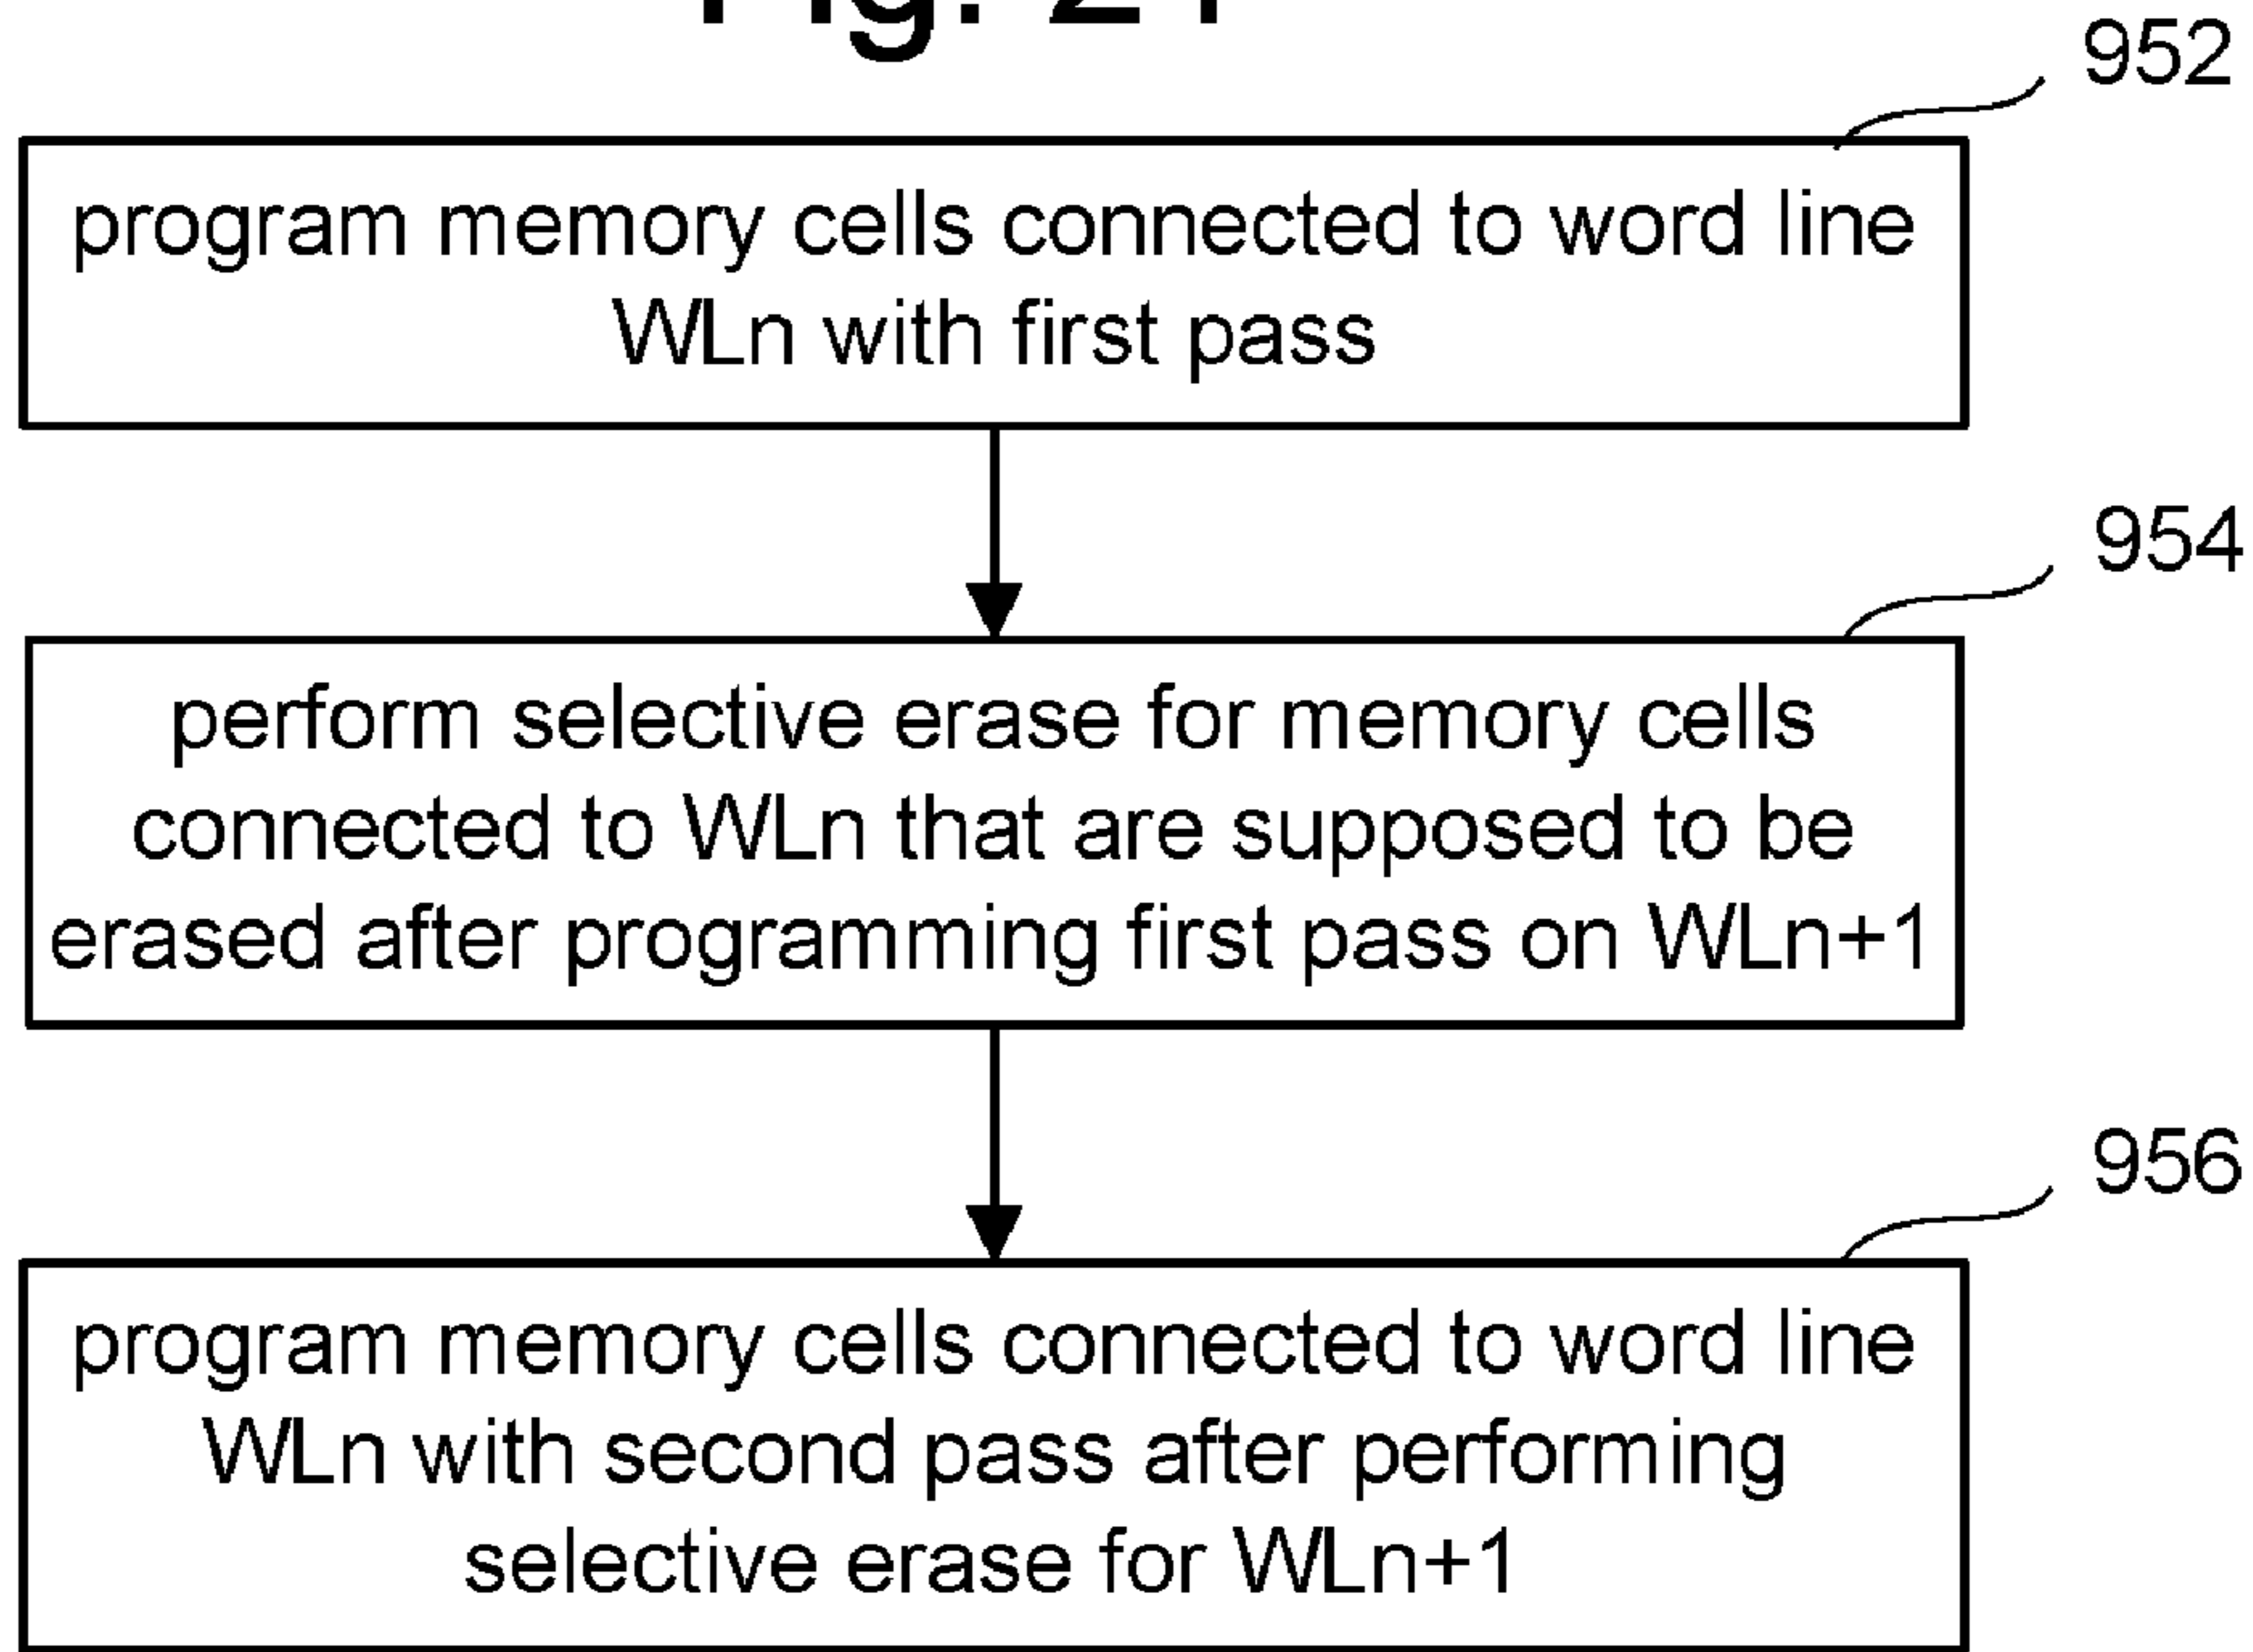 Fig. 21
952
program memory cells connected to word line
WLn with first pass
954
perform selective erase for memory cells
connected to WLn that are supposed to be
erased after programming first pass on WLn+1
956
program memory cells connected to word line
WLn with second pass after performing
selective erase for WLn+1